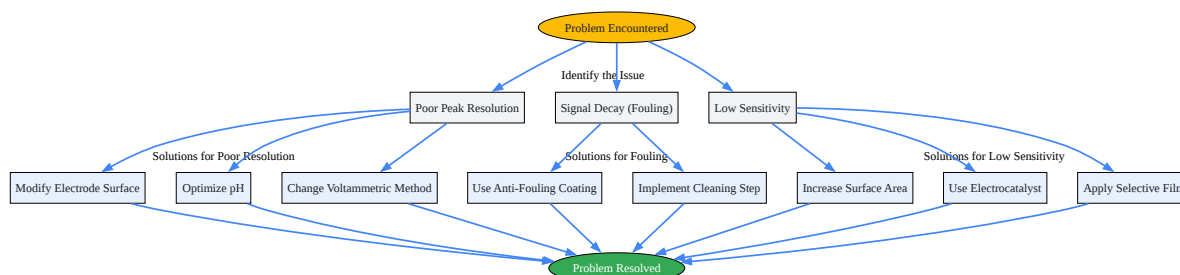 Problem Encountered
Identify the Issue
Poor Peak Resolution
Signal Decay (Fouling)
Low Sensitivity
Solutions for Poor Resolution
Solutions for Fouling
Solutions for Low Sensitivity
Modify Electrode Surface
Optimize pH
Change Voltammetric Method
Use Anti-Fouling Coating
Implement Cleaning Step
Increase Surface Area
Use Electrocatalyst
Apply Selective Film
Problem Resolved